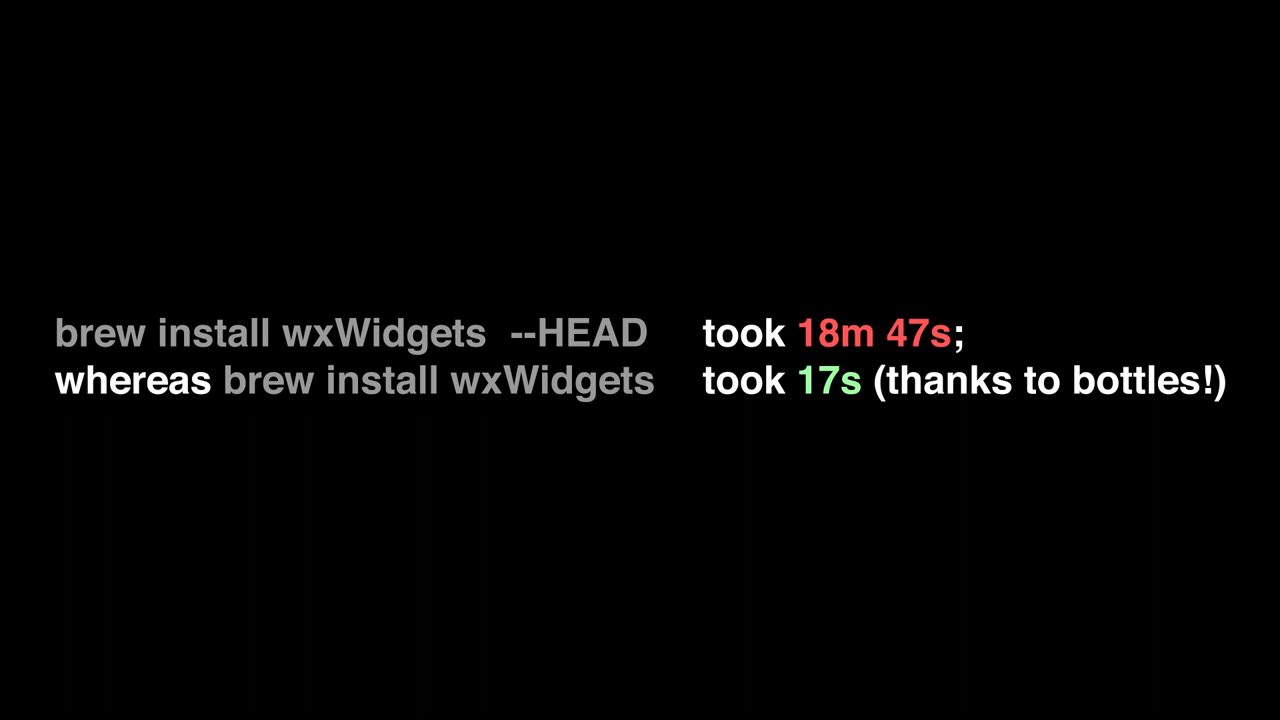 brew install wxWidgets --HEAD took 18m 47s;
whereas brew install wxWidgets took 17s (thanks to bottles!)